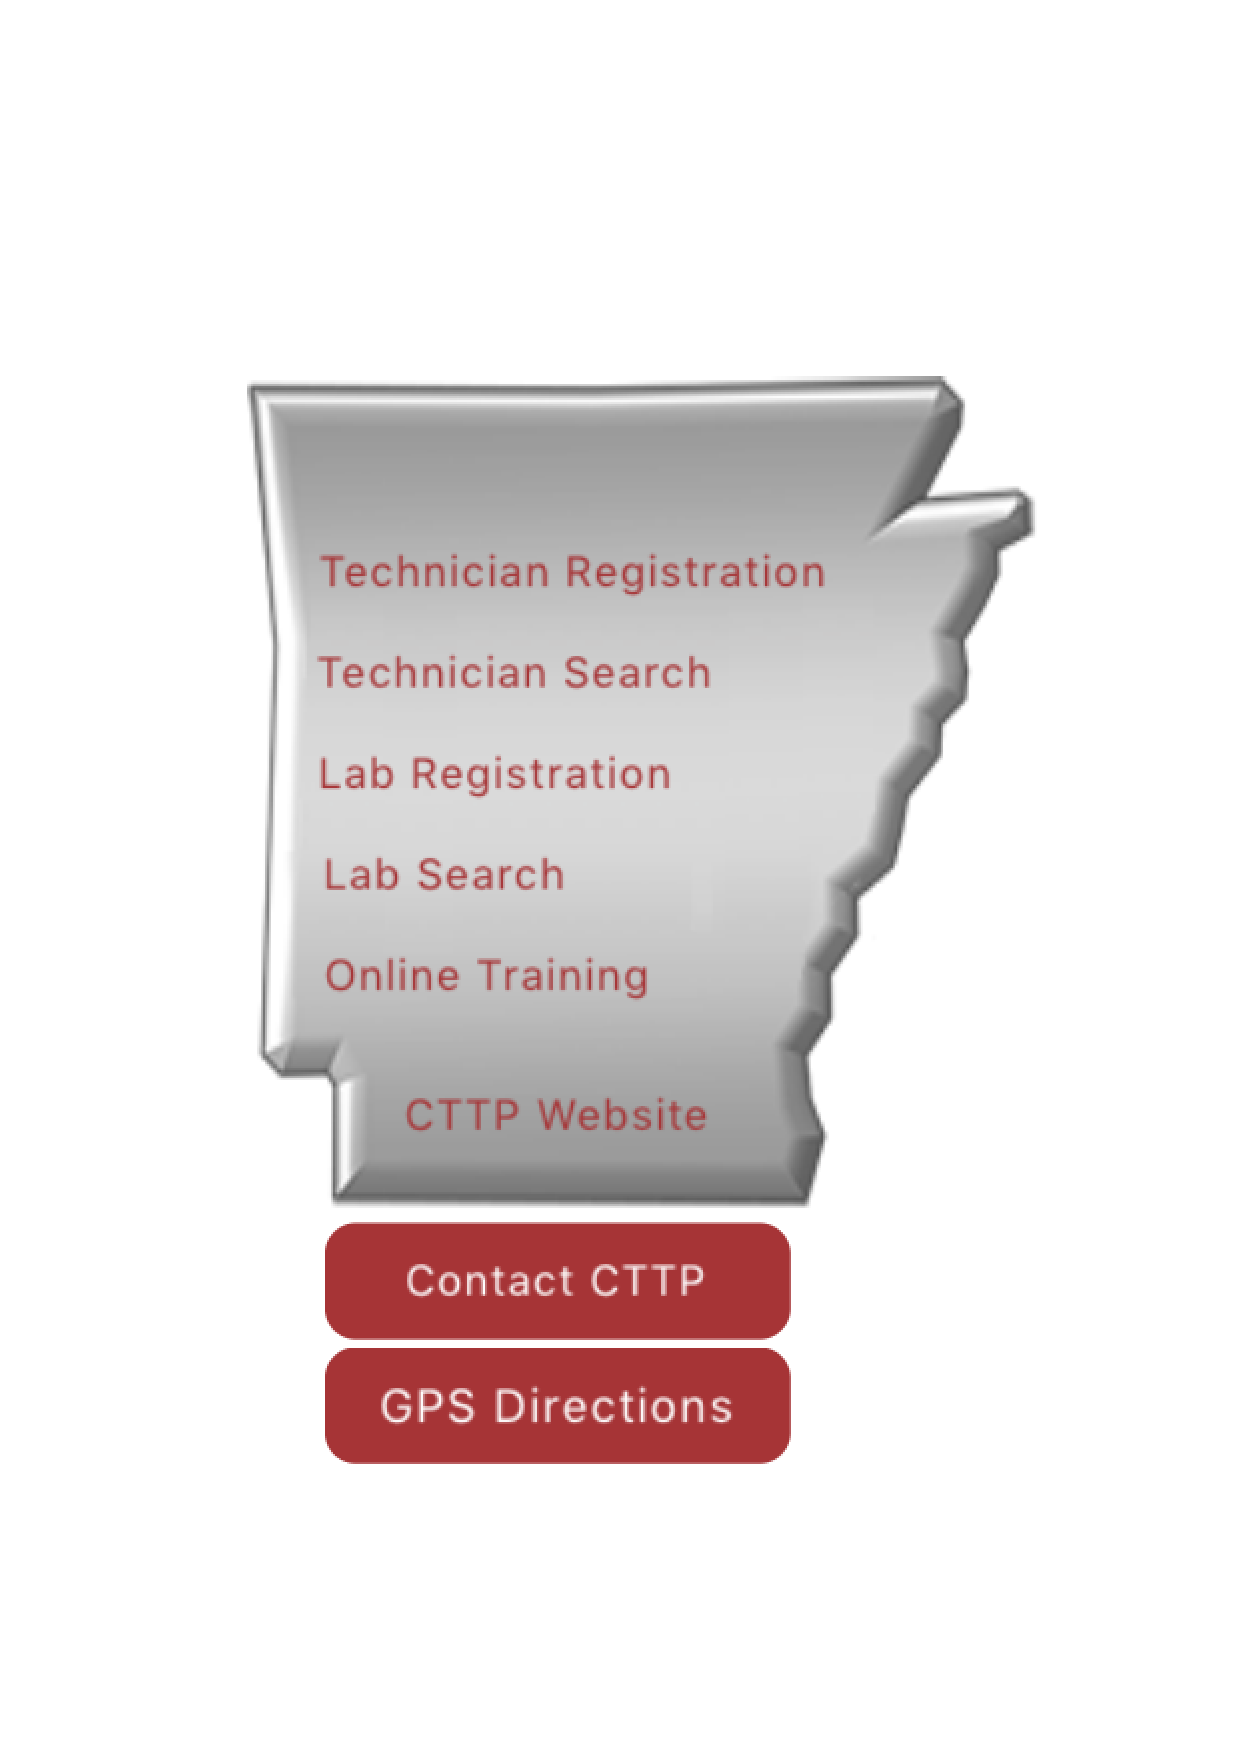 Technician Registration
Technician Search
Lab Registration
Lab Search
Online Training
CTTP Website
Contact CTTP
GPS Directions